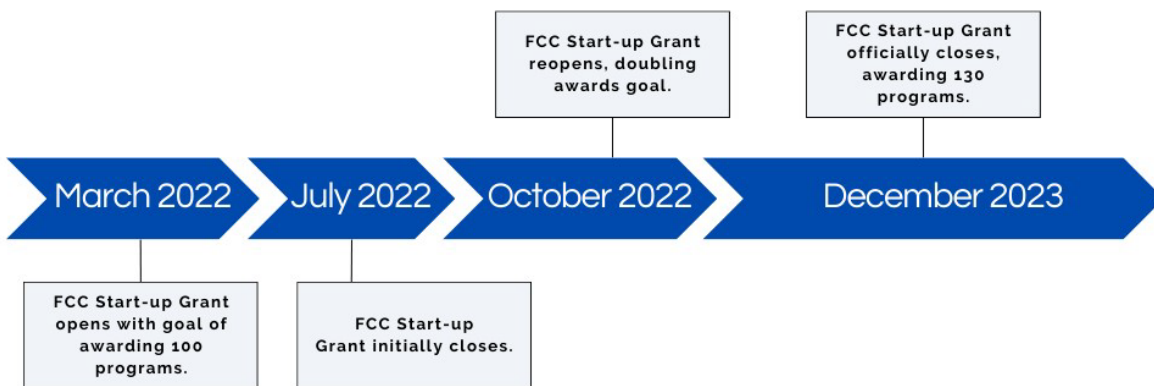 FCC Start-up Grant
reopens, doubling
awards goal.
FCC Start-up Grant
officially closes,
awarding 130
programs.
March 2022
July 2022
October 2022
December 2023
FCC Start-up Grant
opens with goal of
awarding 100
programs.
FCC Start-up
Grant initially closes.